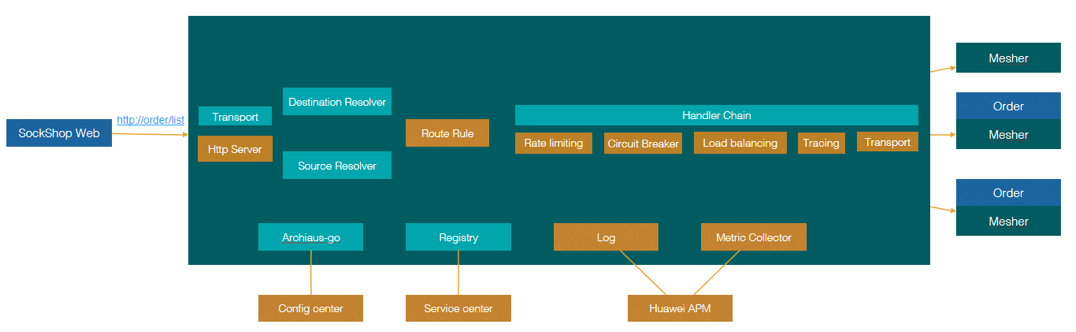 SockShop Web
http://order/list
Transport
Http Server
Destination Resolver
Source Resolver
Route Rule
Handler Chain
Rate limiting
Circuit Breaker
Load balancing
Tracing
Transport
Archiaus-go
Registry
Log
Metric Collector
Config center
Service center
Huawei APM
Mesher
Order
Mesher
Order
Mesher